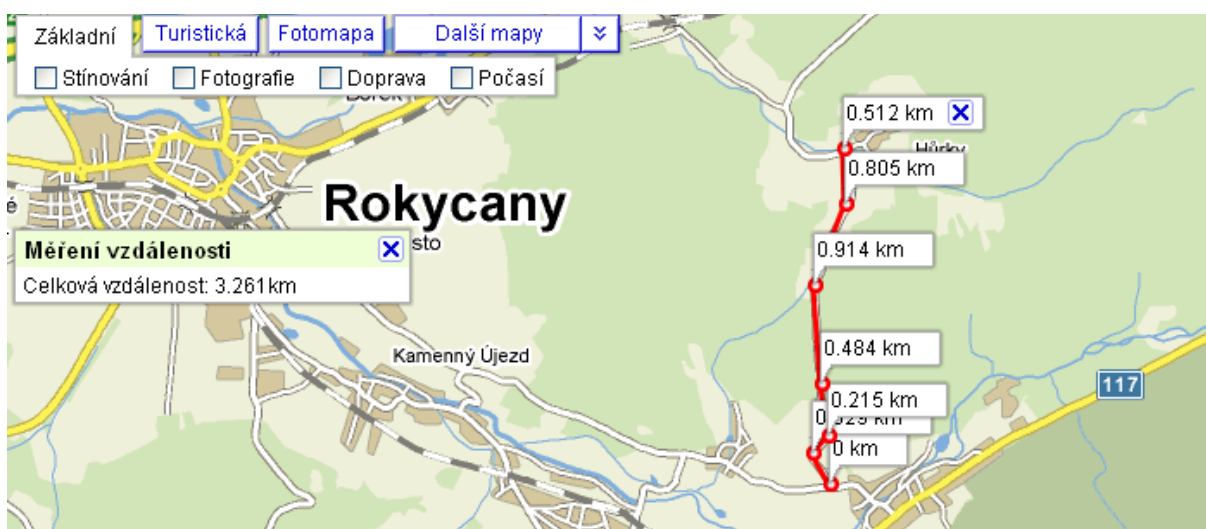 Základní Turistická Fotomapa Další mapy
Stínování Fotografie Doprava Počasí
0.512 km
Hůrky
0.805 km
Rokycany
sto
Měření vzdálenosti
0.914 km
Celková vzdálenost: 3.261km
0.484 km
Kamenný Újezd
117
0.215 km
0 km